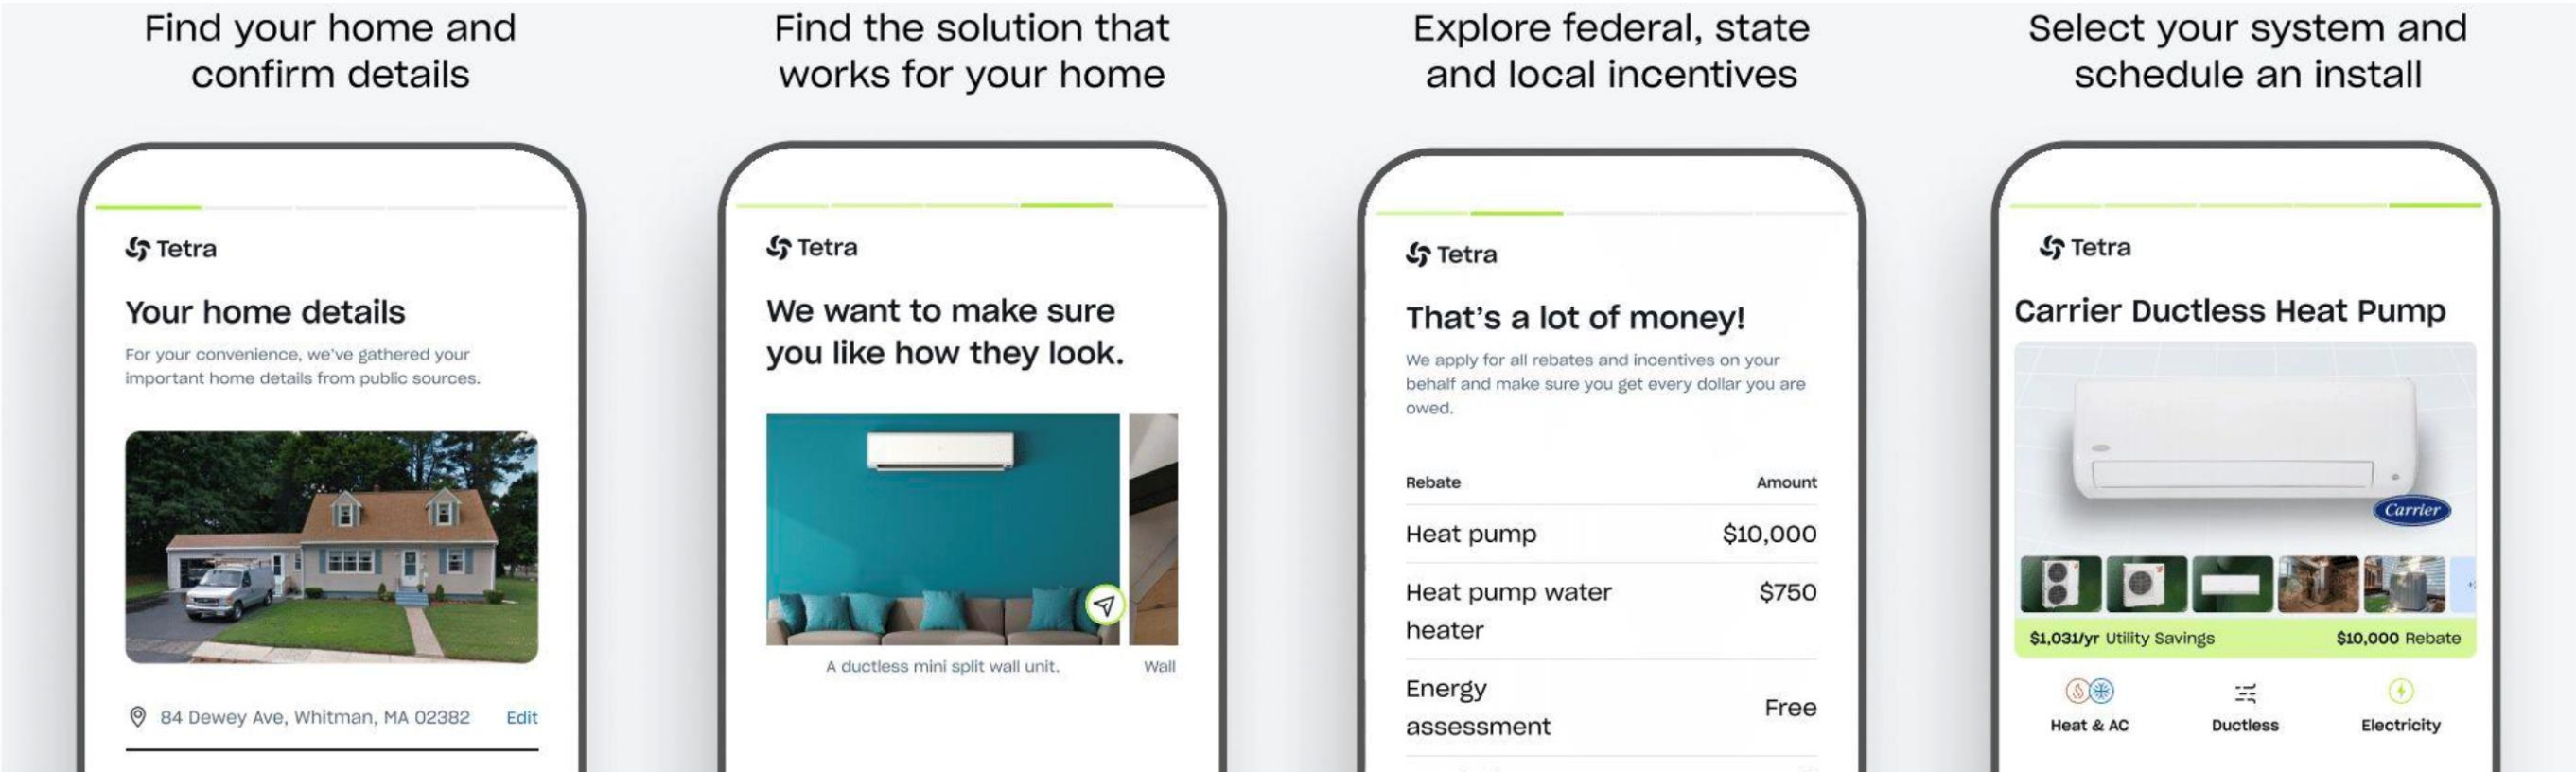 Find your home and
confirm details
Tetra
Your home details
For your convenience, we've gathered your
important home details from public sources.
84 Dewey Ave, Whitman, MA 02382 Edit
Find the solution that
works for your home
Tetra
We want to make sure
you like how they look.
A ductless mini split wall unit. Wall
Explore federal, state
and local incentives
Tetra
That's a lot of money!
We apply for all rebates and incentives on your
behalf and make sure you get every dollar you are
owed.
Rebate Amount
Heat pump $10,000
Heat pump water
heater $750
Energy
assessment Free
Select your system and
schedule an install
Tetra
Carrier Ductless Heat Pump
Carrier
$1,031/yr Utility Savings $10,000 Rebate
Heat & AC Ductless Electricity